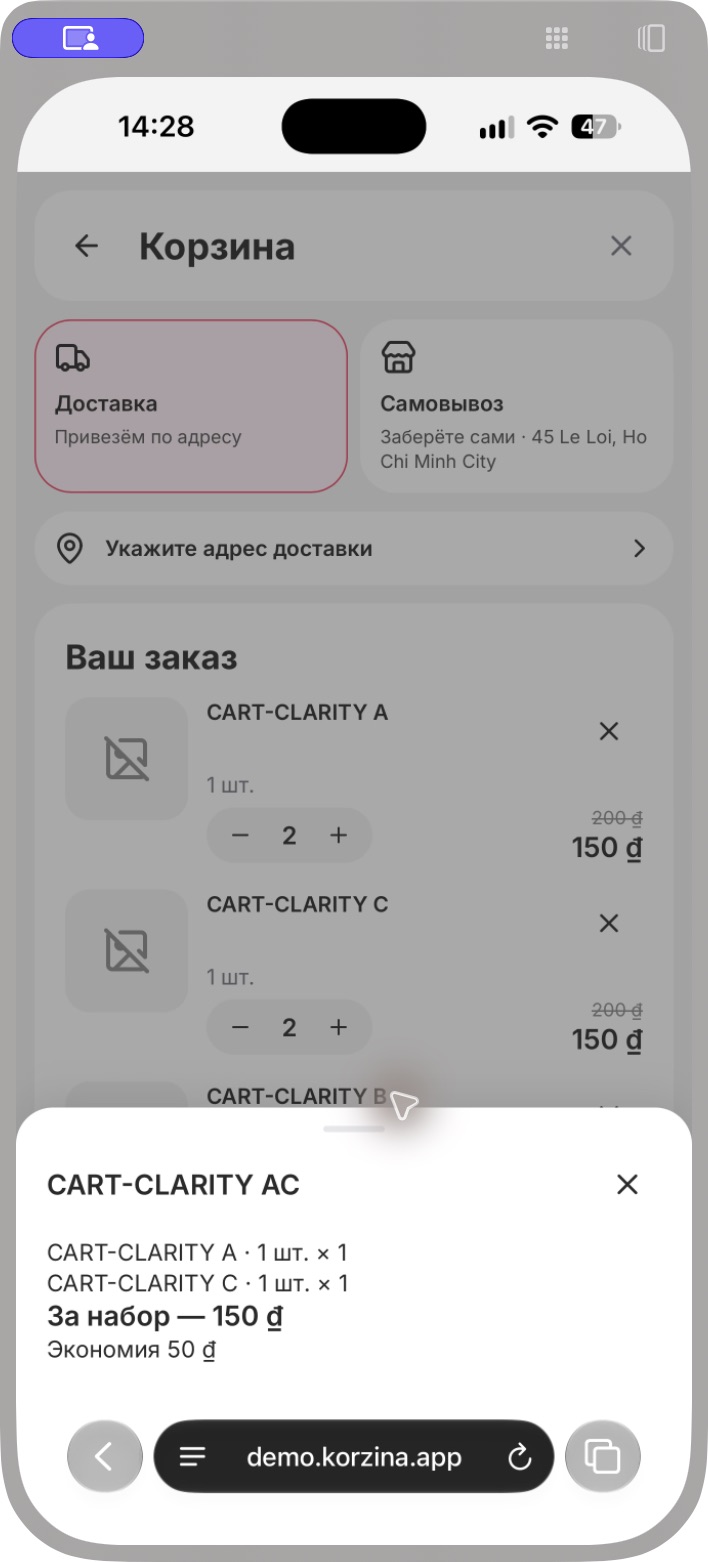 14:28
47
Корзина
Доставка
Привезём по адресу
Самовывоз
Заберёте сами · 45 Le Loi, Ho
Chi Minh City
Укажите адрес доставки
Ваш заказ
CART-CLARITY A
1 шт.
2
200 ₫
150 ₫
CART-CLARITY C
1 шт.
2
200 ₫
150 ₫
CART-CLARITY B
CART-CLARITY AC
CART-CLARITY A · 1 шт. × 1
CART-CLARITY C · 1 шт. × 1
За набор — 150 ₫
Экономия 50 ₫
demo.korzina.app